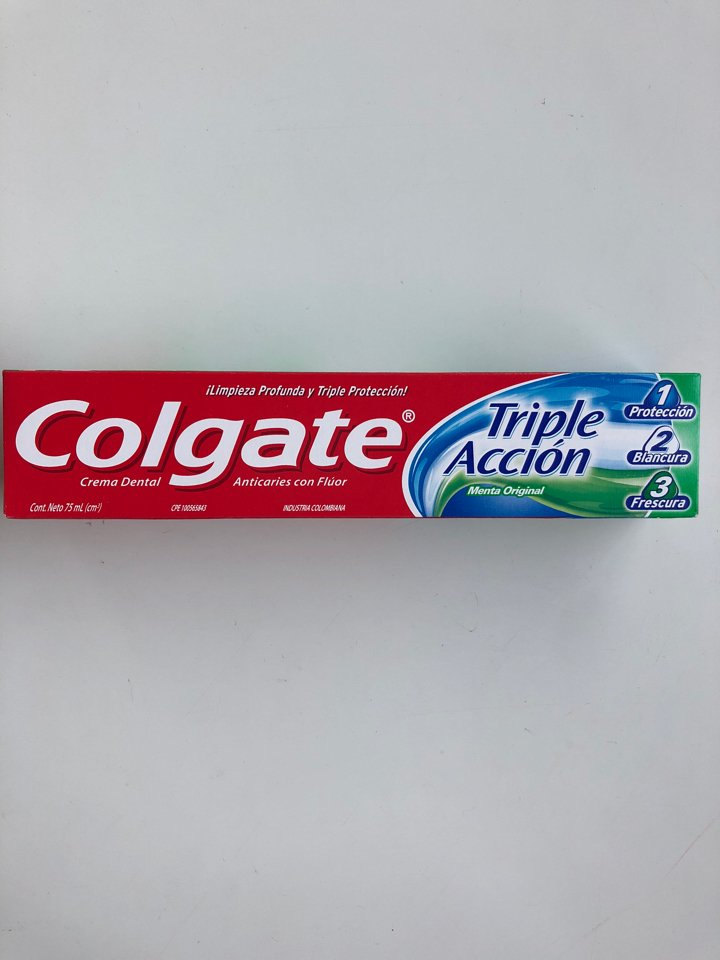 ¡Limpieza Profunda y Triple Protección!
Colgate®
Crema Dental Anticaries con Flúor
Cont. Neto 75 mL (cm³) CPE 100565843 INDUSTRIA COLOMBIANA
Triple
Acción
Menta Original
1
Protección
2
Blancura
3
Frescura